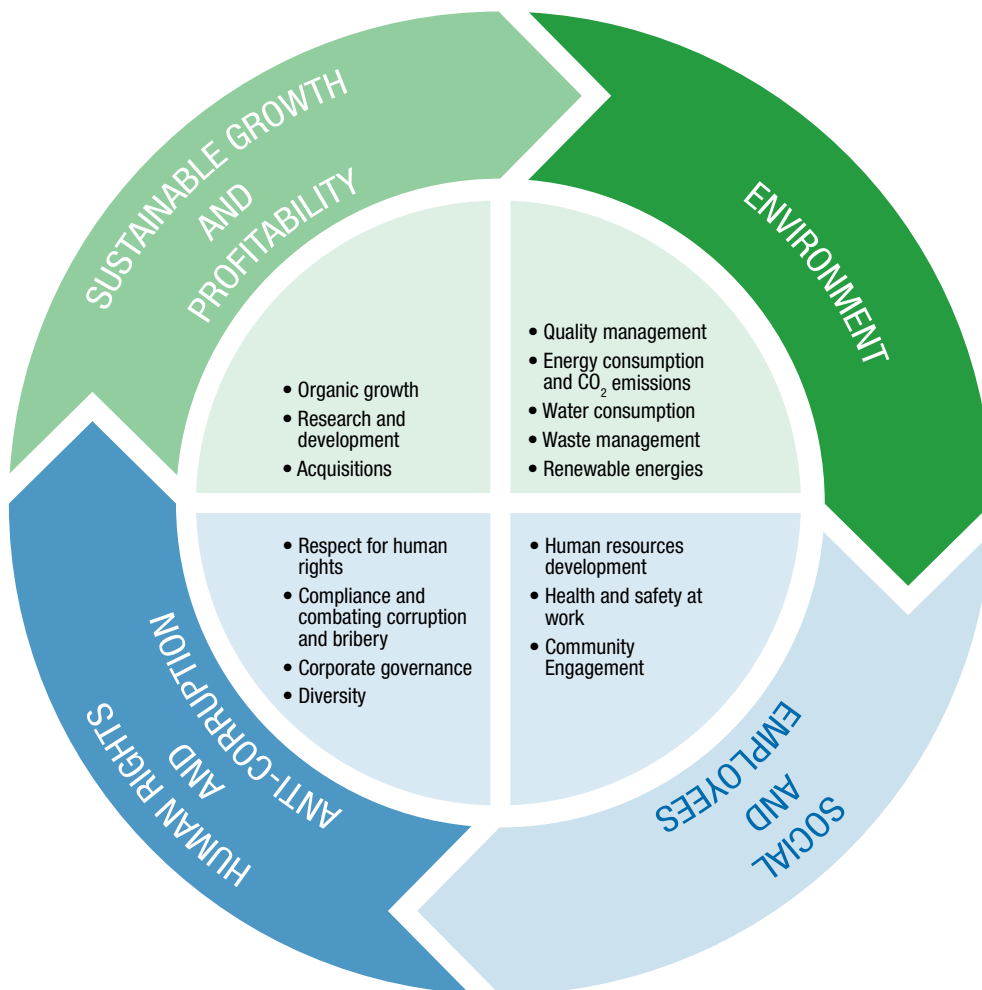 SUSTAINABLE GROWTH
AND
PROFITABILITY
• Organic growth
• Research and
development
• Acquisitions
ENVIRONMENT
• Quality management
• Energy consumption
and CO₂ emissions
• Water consumption
• Waste management
• Renewable energies
• Respect for human
rights
• Compliance and
combating corruption
and bribery
• Corporate governance
• Diversity
HUMAN RIGHTS
AND
ANTI-CORRUPTION
• Human resources
development
• Health and safety at
work
• Community
Engagement
SOCIAL
AND
EMPLOYEES